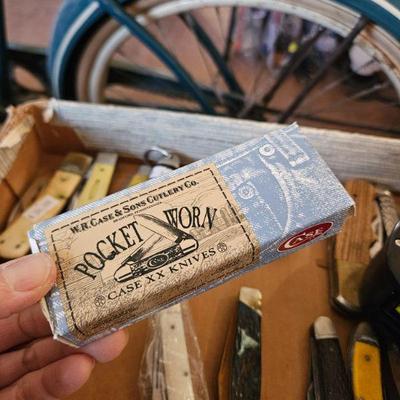 W.R. CASE & SONS CUTLERY CO.
POCKET WORN
CASE XX KNIVES
CASE